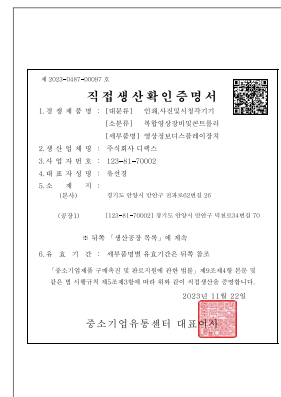 제 2023-0487-00097 호
직접생산확인증명서
1. 경 쟁 제 품 명 : [대분류] 인쇄,사진및시청각기기
[소분류] 복합영상장비및컨트롤러
[세부품명] 영상정보디스플레이장치
2. 생 산 업 체 명 : 주식회사 디팩스
3. 사 업 자 번 호 : 123-81-70002
4. 대 표 자 성 명 : 유선경
5. 소 재 지 :
(본사) 경기도 안양시 만안구 전파로62번길 26
(공장1) [123-81-70002] 경기도 안양시 만안구 덕천로34번길 70
※ 뒤쪽 「생산공장 목록」에 계속
6. 유 효 기 간 : 세부품명별 유효기간은 뒤쪽 참조
「중소기업제품 구매촉진 및 판로지원에 관한 법률」 제9조제4항 본문 및
같은 법 시행규칙 제5조제3항에 따라 위와 같이 직접생산을 증명합니다.
2023년 11월 22일
중소기업유통센터 대표이사